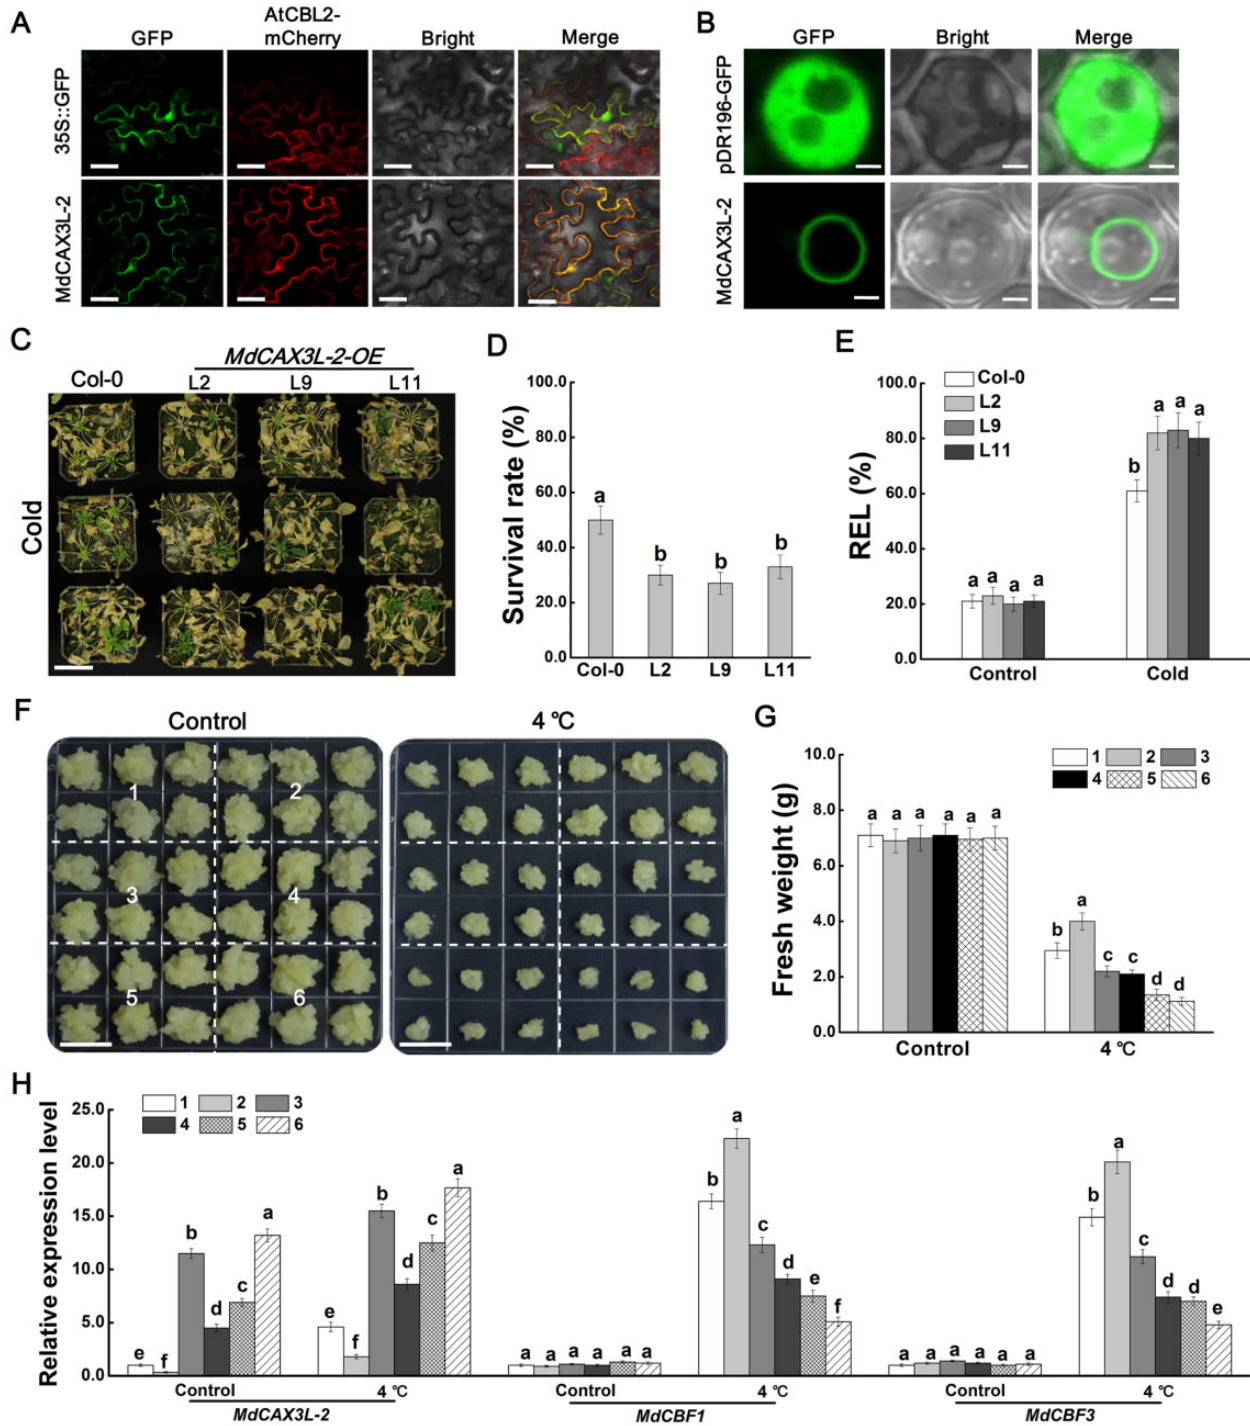 A
GFP
AtCBL2-
mCherry
Bright
Merge
35S::GFP
MdCAX3L-2
B
GFP
Bright
Merge
pDR196-GFP
MdCAX3L-2
C
MdCAX3L-2-OE
Col-0
L2
L9
L11
Cold
D
Survival rate (%)
100.0
80.0
60.0
40.0
20.0
0.0
a
b
b
b
Col-0
L2
L9
L11
E
REL (%)
100.0
80.0
60.0
40.0
20.0
0.0
Col-0
L2
L9
L11
a a a a
b a a a
Control
Cold
F
Control
4 ℃
1
2
3
4
5
6
G
Fresh weight (g)
10.0
8.0
6.0
4.0
2.0
0.0
1 2 3
4 5 6
a a a a a a
b a c c d d
Control
4 ℃
H
Relative expression level
25.0
20.0
15.0
10.0
5.0
0.0
1 2 3
4 5 6
e f b d c a
e f b d c a
a a a a a a
b a c d e f
a a a a a a
b a c d d e
Control 4 ℃ Control 4 ℃ Control 4 ℃
MdCAX3L-2 MdCBF1 MdCBF3